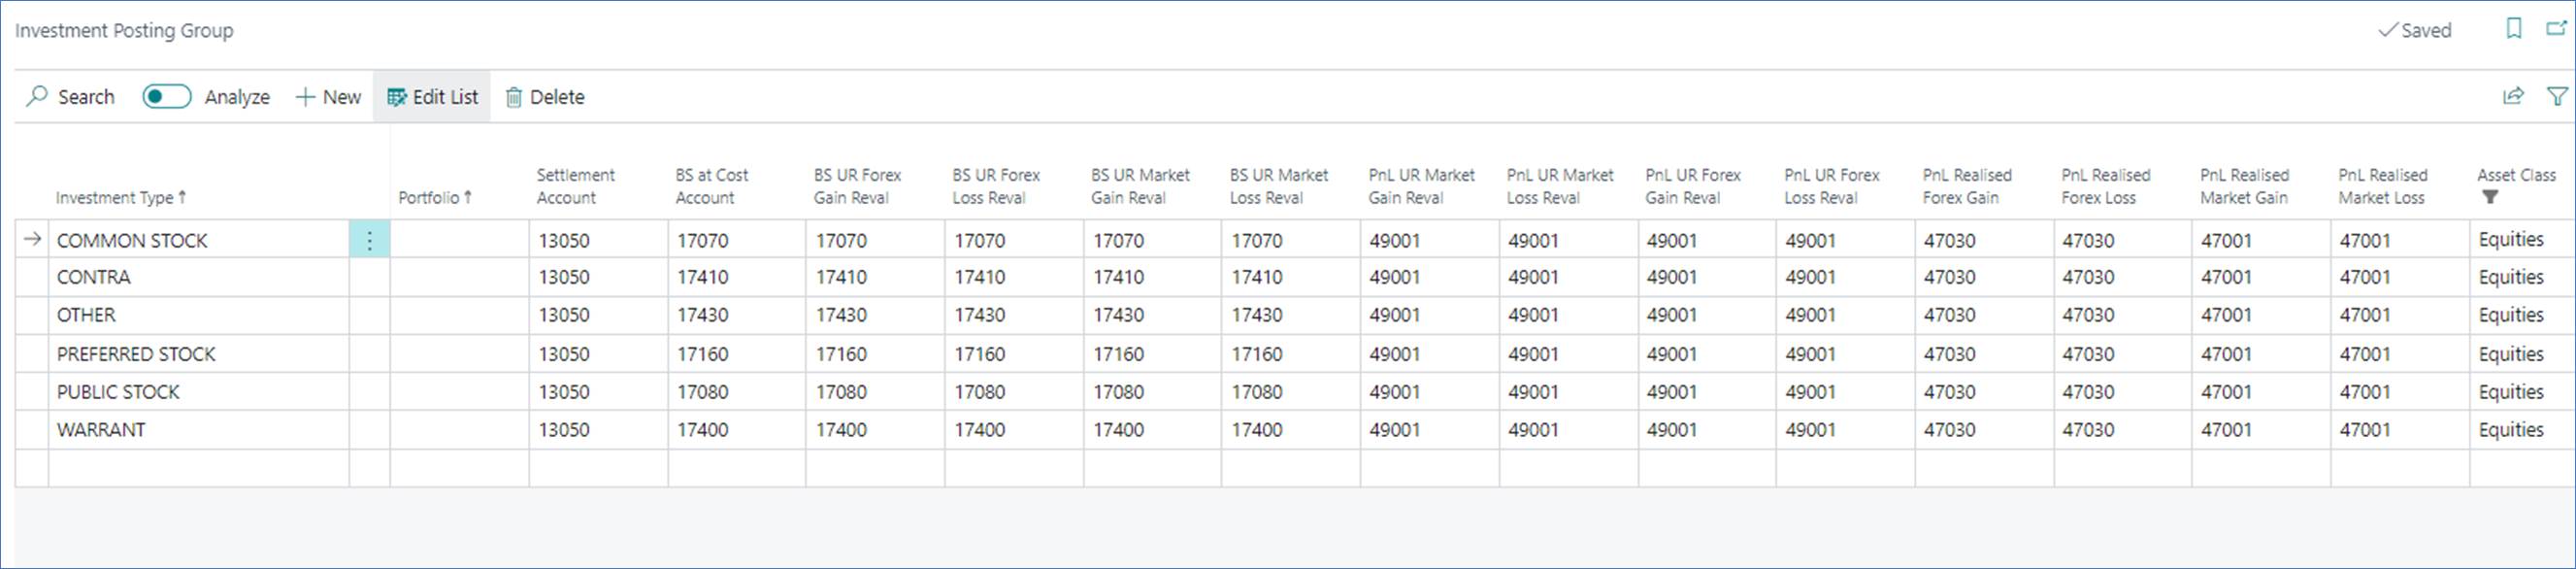 Investment Posting Group
Saved
Search Analyze New Edit List Delete
Investment Type Portfolio Settlement Account BS at Cost Account BS UR Forex Gain Reval BS UR Forex Loss Reval BS UR Market Gain Reval BS UR Market Loss Reval PnL UR Market Gain Reval PnL UR Market Loss Reval PnL UR Forex Gain Reval PnL UR Forex Loss Reval PnL Realised Forex Gain PnL Realised Forex Loss PnL Realised Market Gain PnL Realised Market Loss Asset Class
COMMON STOCK 13050 17070 17070 17070 17070 17070 49001 49001 49001 49001 47030 47030 47001 47001 Equities
CONTRA 13050 17410 17410 17410 17410 17410 49001 49001 49001 49001 47030 47030 47001 47001 Equities
OTHER 13050 17430 17430 17430 17430 17430 49001 49001 49001 49001 47030 47030 47001 47001 Equities
PREFERRED STOCK 13050 17160 17160 17160 17160 17160 49001 49001 49001 49001 47030 47030 47001 47001 Equities
PUBLIC STOCK 13050 17080 17080 17080 17080 17080 49001 49001 49001 49001 47030 47030 47001 47001 Equities
WARRANT 13050 17400 17400 17400 17400 17400 49001 49001 49001 49001 47030 47030 47001 47001 Equities